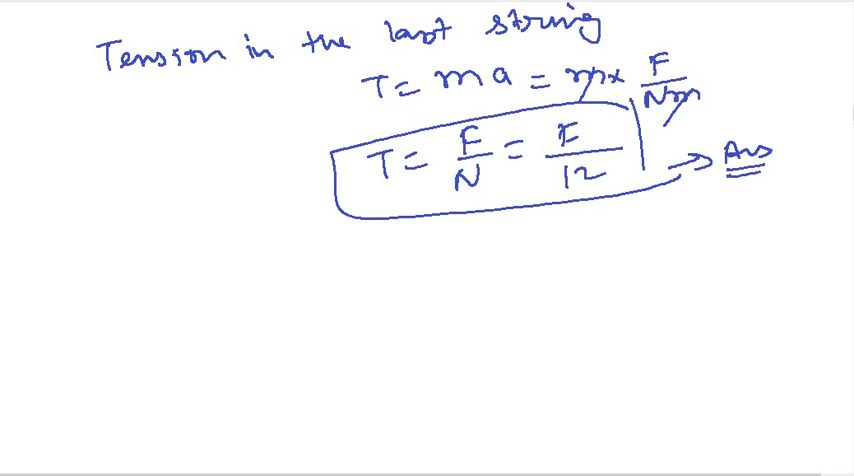 Tension in the last string
T = ma = m × F/Nm
T = F/N = F/12 → Ans